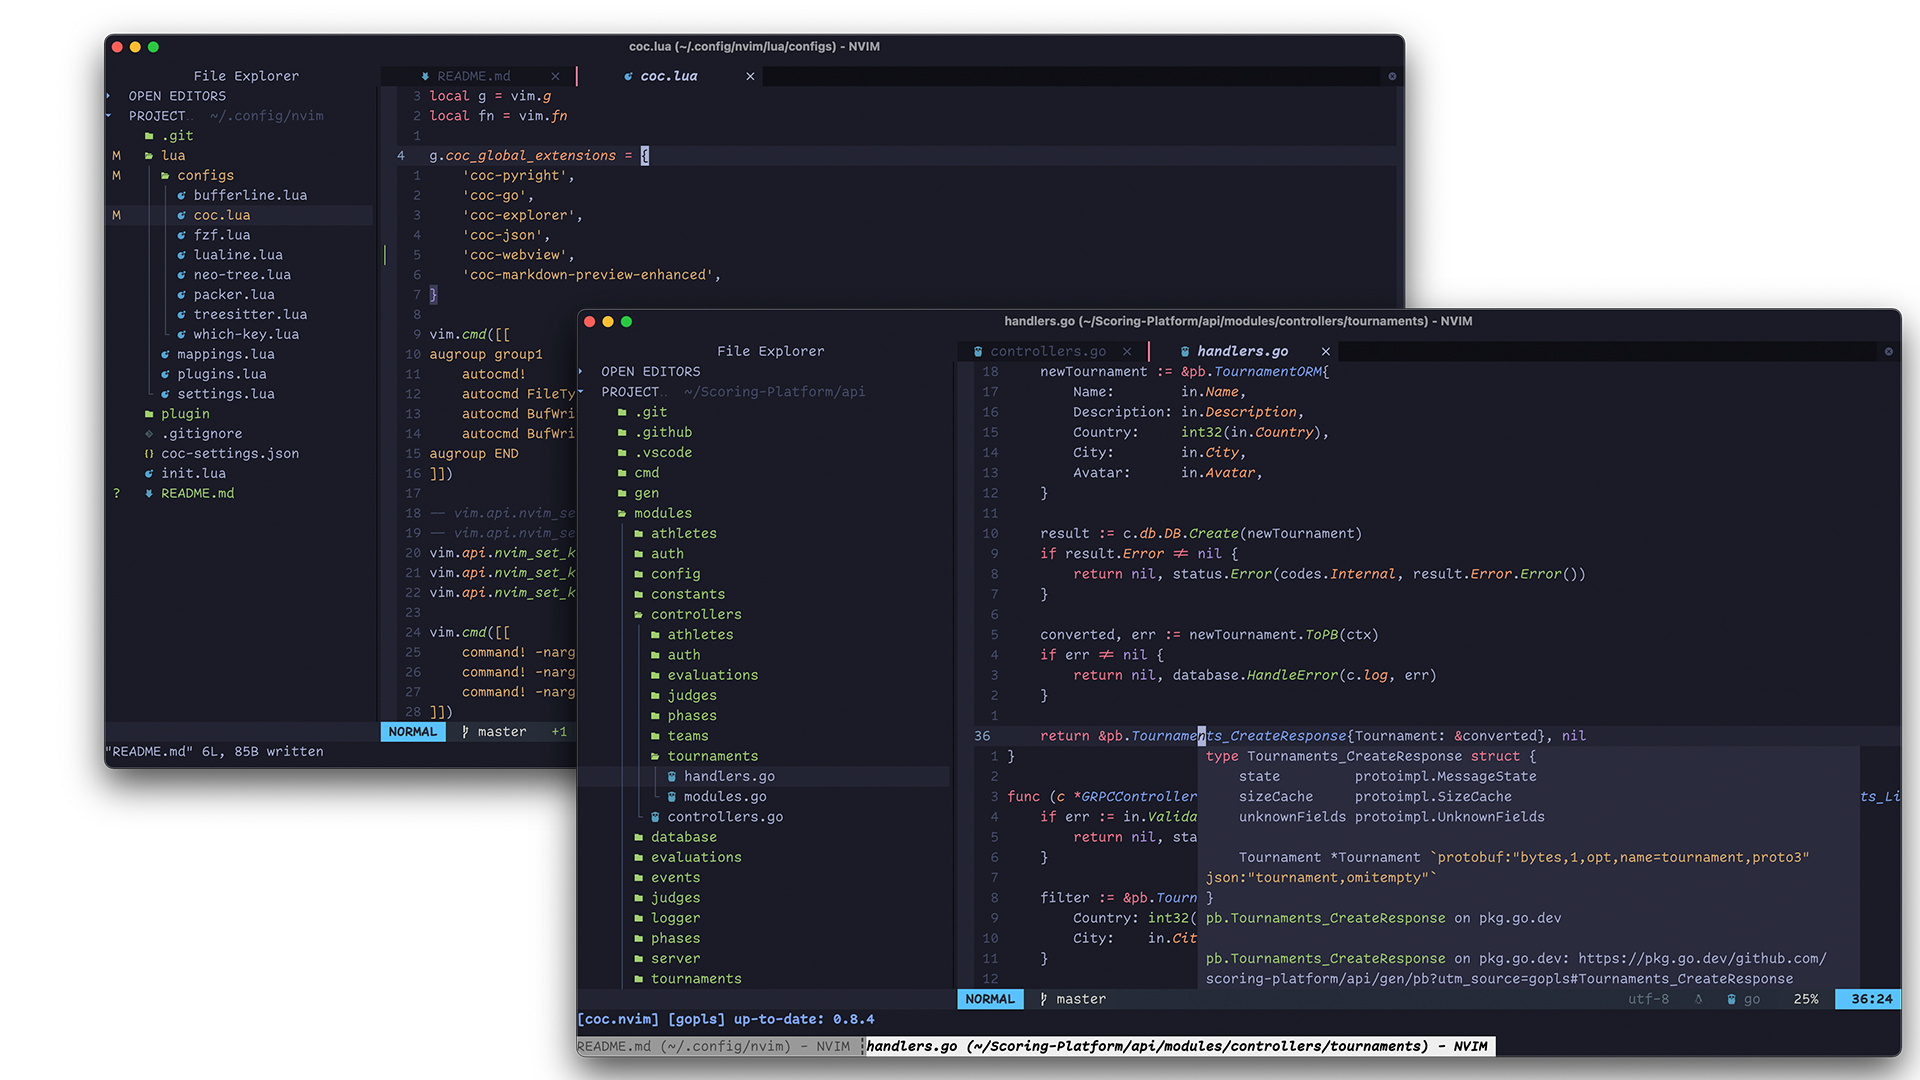 coc.lua (~/.config/nvim/lua/configs) - NVIM
File Explorer
OPEN EDITORS
PROJECT.. ~/.config/nvim
.git
M lua
M configs
bufferline.lua
M coc.lua
fzf.lua
lualine.lua
neo-tree.lua
packer.lua
treesitter.lua
which-key.lua
mappings.lua
plugins.lua
settings.lua
plugin
.gitignore
{} coc-settings.json
init.lua
? README.md
README.md × coc.lua ×
3 local g = vim.g
2 local fn = vim.fn
1
4 g.coc_global_extensions = {
1 'coc-pyright',
2 'coc-go',
3 'coc-explorer',
4 'coc-json',
5 'coc-webview',
6 'coc-markdown-preview-enhanced',
7 }
8
9 vim.cmd([[
10 augroup group1
11 autocmd!
12 autocmd FileTy
13 autocmd BufWri
14 autocmd BufWri
15 augroup END
16 ]])
17
18 -- vim.api.nvim_se
19 -- vim.api.nvim_se
20 vim.api.nvim_set_k
21 vim.api.nvim_set_k
22 vim.api.nvim_set_k
23
24 vim.cmd([[
25 command! -narg
26 command! -narg
27 command! -narg
28 ]])
NORMAL master +1
"README.md" 6L, 85B written
handlers.go (~/Scoring-Platform/api/modules/controllers/tournaments) - NVIM
File Explorer
OPEN EDITORS
PROJECT.. ~/Scoring-Platform/api
.git
.github
.vscode
cmd
gen
modules
athletes
auth
config
constants
controllers
athletes
auth
evaluations
judges
phases
teams
tournaments
handlers.go
modules.go
controllers.go
database
evaluations
events
judges
logger
phases
server
tournaments
controllers.go × handlers.go ×
18 newTournament := &pb.TournamentORM{
17 Name: in.Name,
16 Description: in.Description,
15 Country: int32(in.Country),
14 City: in.City,
13 Avatar: in.Avatar,
12 }
11
10 result := c.db.DB.Create(newTournament)
9 if result.Error ≠ nil {
8 return nil, status.Error(codes.Internal, result.Error.Error())
7 }
6
5 converted, err := newTournament.ToPB(ctx)
4 if err ≠ nil {
3 return nil, database.HandleError(c.log, err)
2 }
1
36 return &pb.Tournaments_CreateResponse{Tournament: &converted}, nil
1 }
2
3 func (c *GRPCController ts_Li
4 if err := in.Valida
5 return nil, sta
6 }
7
8 filter := &pb.Tourn
9 Country: int32(
10 City: in.Cit
11 }
12
type Tournaments_CreateResponse struct {
state protoimpl.MessageState
sizeCache protoimpl.SizeCache
unknownFields protoimpl.UnknownFields
Tournament *Tournament `protobuf:"bytes,1,opt,name=tournament,proto3"
json:"tournament,omitempty"`
}
pb.Tournaments_CreateResponse on pkg.go.dev
pb.Tournaments_CreateResponse on pkg.go.dev: https://pkg.go.dev/github.com/
scoring-platform/api/gen/pb?utm_source=gopls#Tournaments_CreateResponse
NORMAL master utf-8 go 25% 36:24
[coc.nvim] [gopls] up-to-date: 0.8.4
README.md (~/.config/nvim) - NVIM handlers.go (~/Scoring-Platform/api/modules/controllers/tournaments) - NVIM